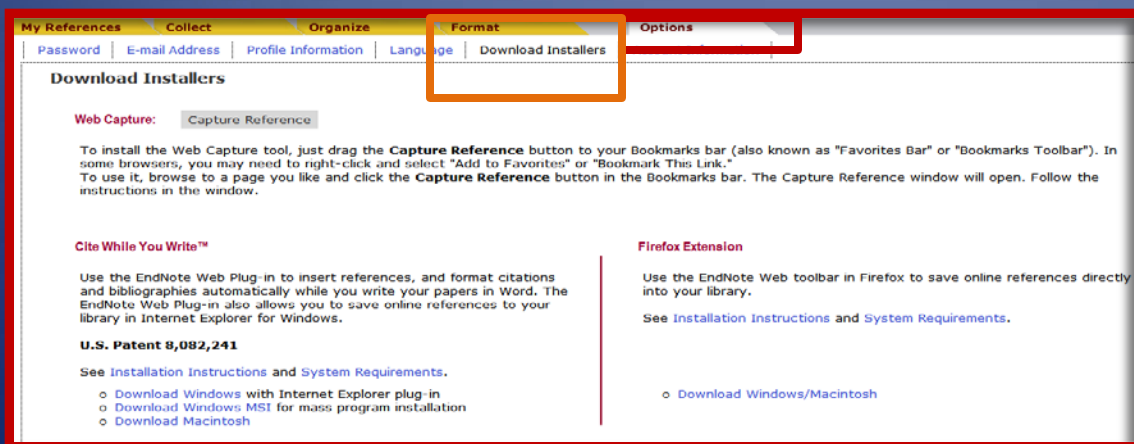 My References Collect Organize Format Options
Password E-mail Address Profile Information Language Download Installers
Download Installers
Web Capture: Capture Reference
To install the Web Capture tool, just drag the Capture Reference button to your Bookmarks bar (also known as "Favorites Bar" or "Bookmarks Toolbar"). In
some browsers, you may need to right-click and select "Add to Favorites" or "Bookmark This Link."
To use it, browse to a page you like and click the Capture Reference button in the Bookmarks bar. The Capture Reference window will open. Follow the
instructions in the window.
Cite While You Write™
Use the EndNote Web Plug-in to insert references, and format citations
and bibliographies automatically while you write your papers in Word. The
EndNote Web Plug-in also allows you to save online references to your
library in Internet Explorer for Windows.
U.S. Patent 8,082,241
See Installation Instructions and System Requirements.
o Download Windows with Internet Explorer plug-in
o Download Windows MSI for mass program installation
o Download Macintosh
Firefox Extension
Use the EndNote Web toolbar in Firefox to save online references directly
into your library.
See Installation Instructions and System Requirements.
o Download Windows/Macintosh